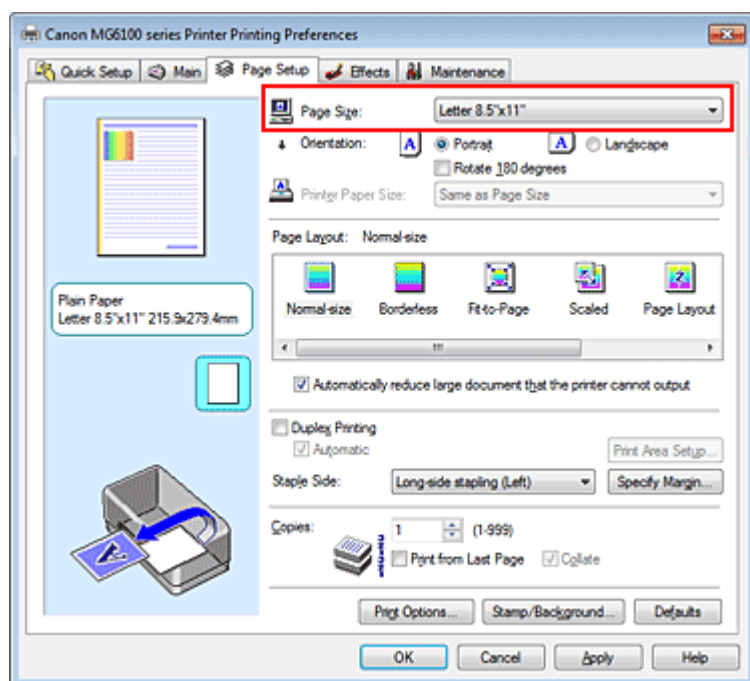 Canon MG6100 series Printer Printing Preferences
Quick Setup Main Page Setup Effects Maintenance
Page Size: Letter 8.5"x11"
Orientation: A Portrait A Landscape
Rotate 180 degrees
Printer Paper Size: Same as Page Size
Page Layout: Normal-size
Normal-size Borderless Fit-to-Page Scaled Page Layout
Automatically reduce large document that the printer cannot output
Plain Paper
Letter 8.5"x11" 215.9x279.4mm
Duplex Printing
Automatic Print Area Setup...
Staple Side: Long-side stapling (Left) Specify Margin...
Copies: 1 (1-999)
Print from Last Page Collate
Print Options... Stamp/Background... Defaults
OK Cancel Apply Help